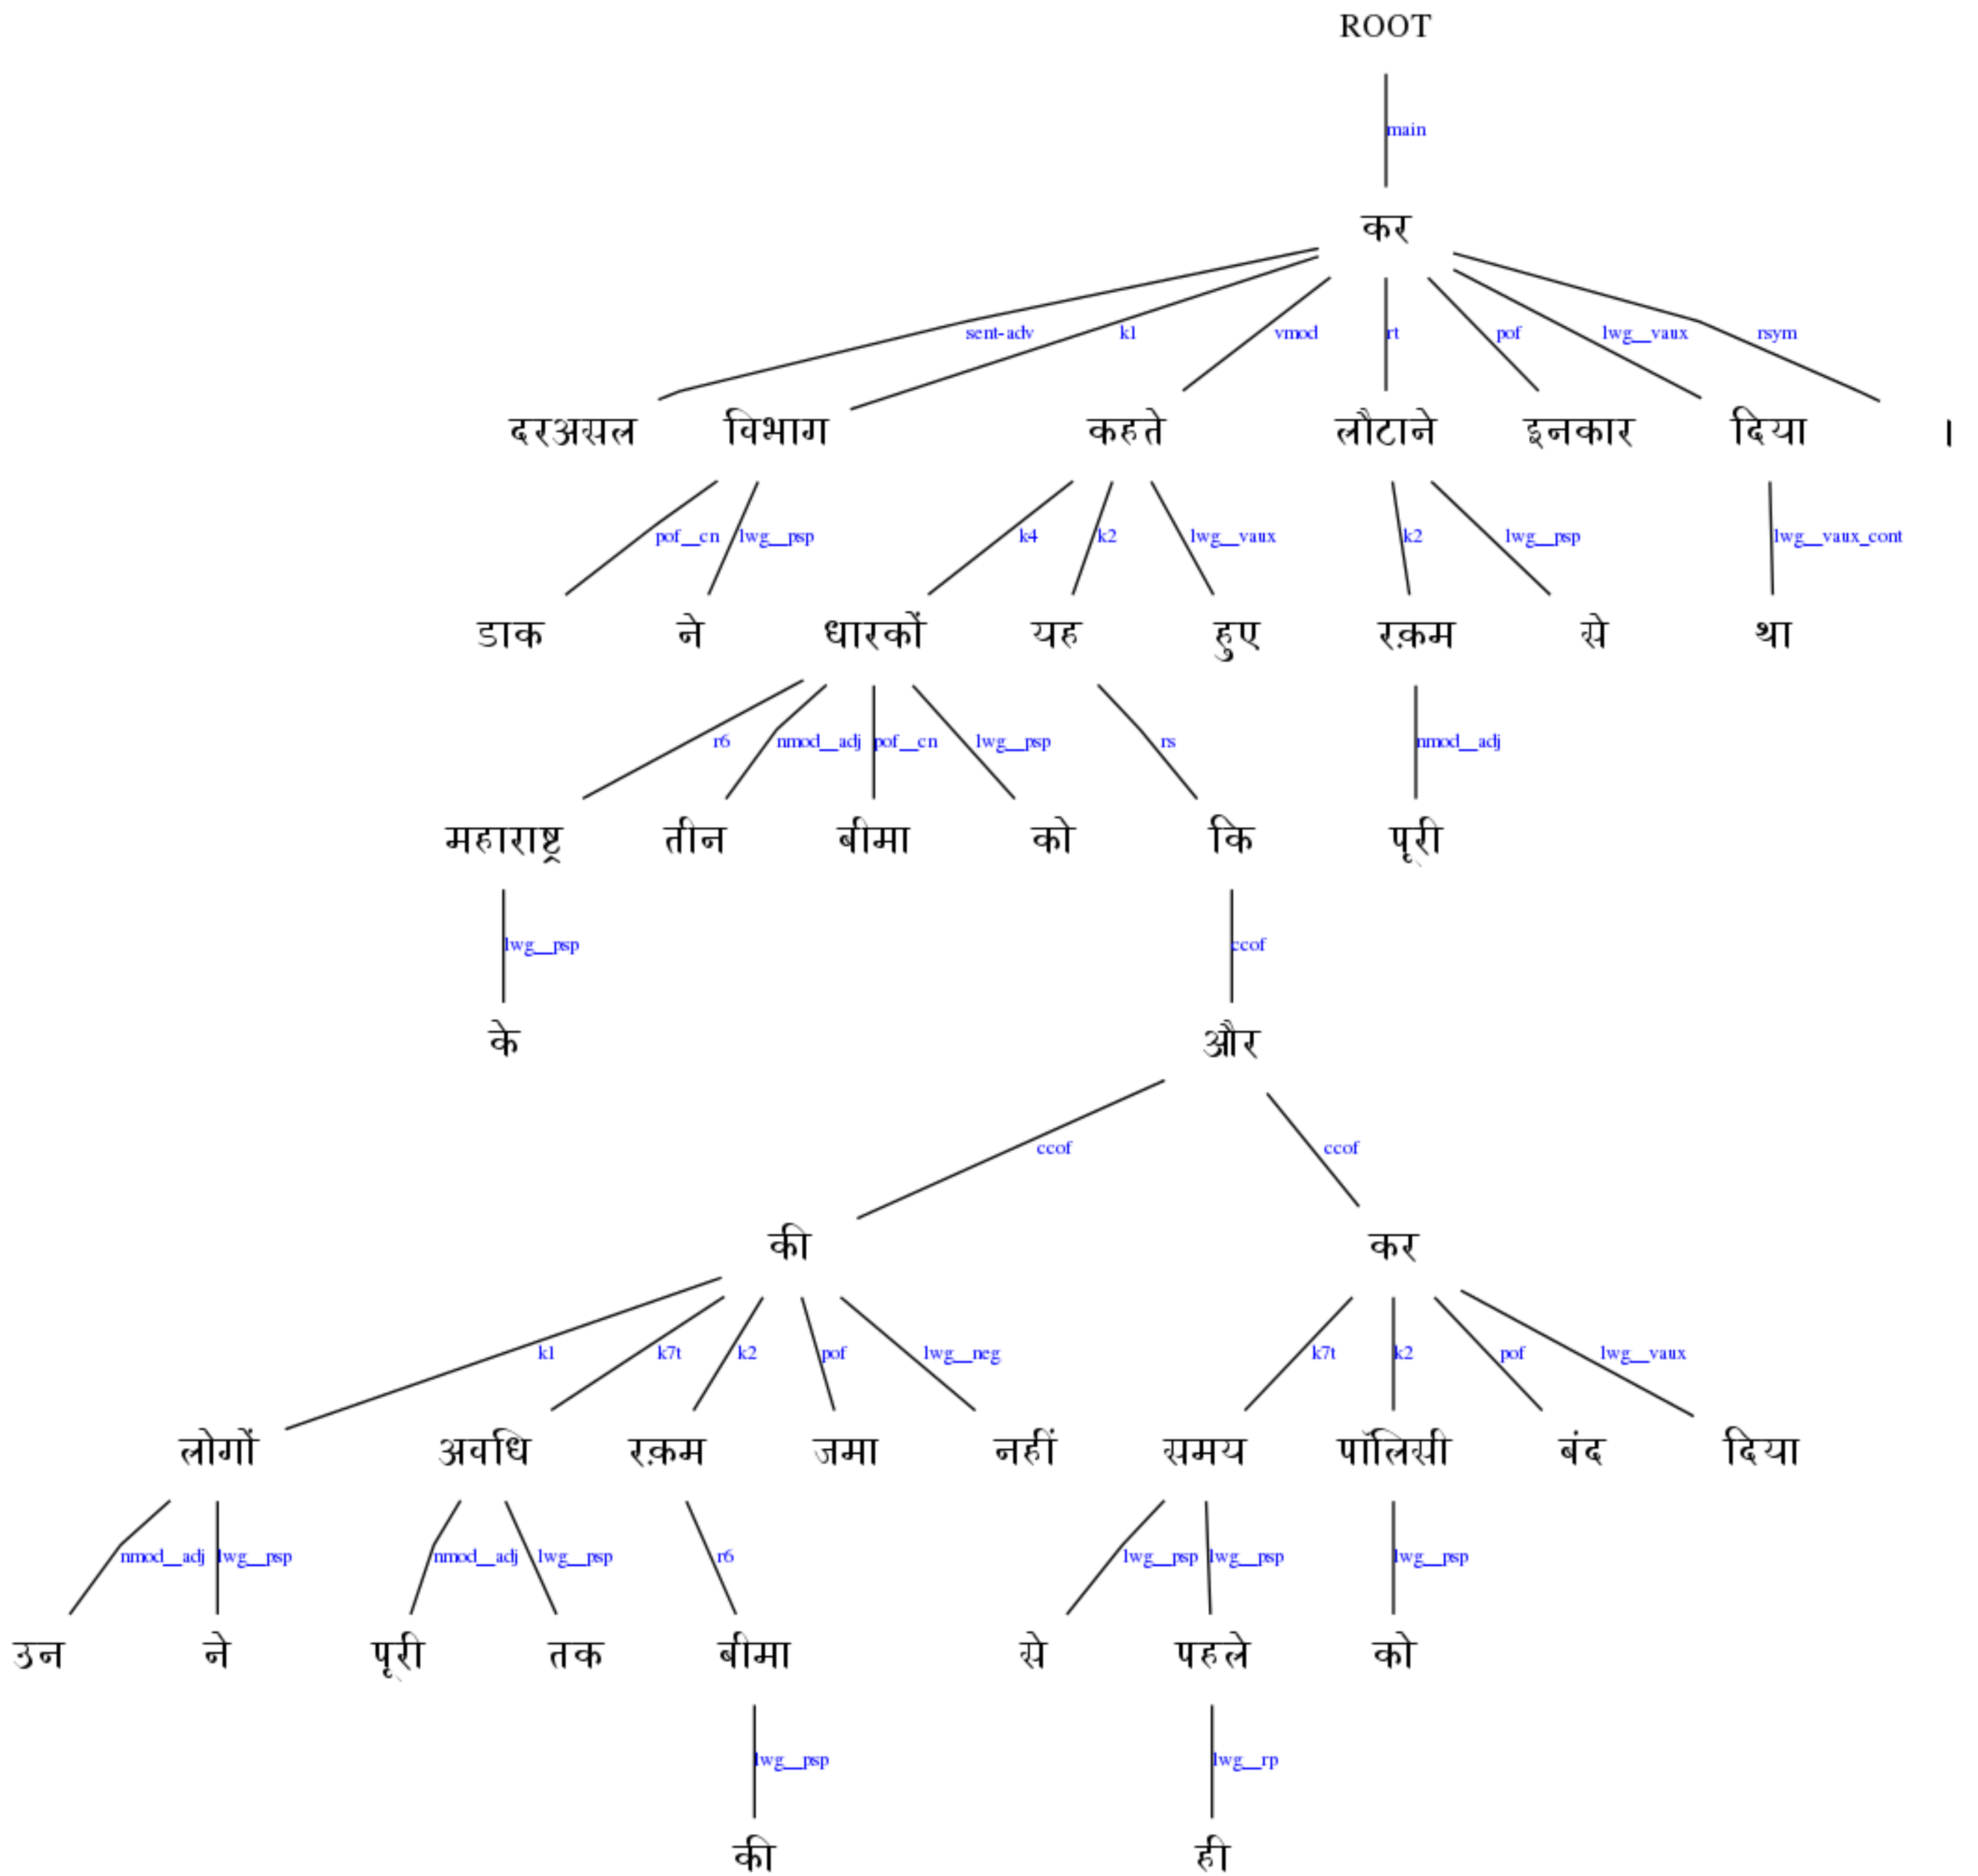 ROOT
main
कर
sent-adv k1 vmod rt pof lwg__vaux rsym
दरअसल विभाग कहते लौटाने इनकार दिया ।
pof__cn lwg__psp k4 k2 lwg__vaux k2 lwg__psp lwg__vaux_cont
डाक ने धारकों यह हुए रक़म से था
r6 nmod__adj pof__cn lwg__psp rs nmod__adj
महाराष्ट्र तीन बीमा को कि पूरी
lwg__psp ccof
के और
ccof ccof
की कर
k1 k7t k2 pof lwg__neg k7t k2 pof lwg__vaux
लोगों अवधि रक़म जमा नहीं समय पॉलिसी बंद दिया
nmod__adj lwg__psp nmod__adj lwg__psp r6 lwg__psp lwg__psp lwg__psp
उन ने पूरी तक बीमा से पहले को
lwg__psp lwg__rp
की ही